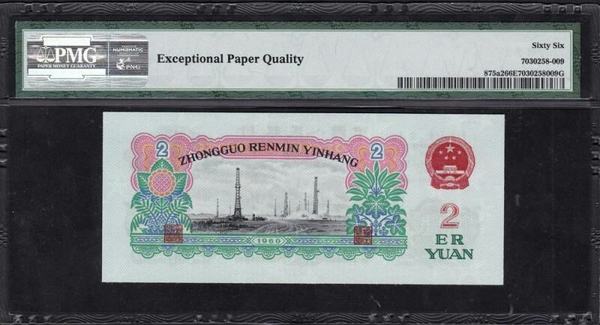 PMG
PAPER MONEY GUARANTY
NUMISMATIC
PNG
Exceptional Paper Quality
Sixty Six
7030258-009
875a266E7030258009G
2
ZHONGGUO RENMIN YINHANG
2
1960
2
ER
YUAN